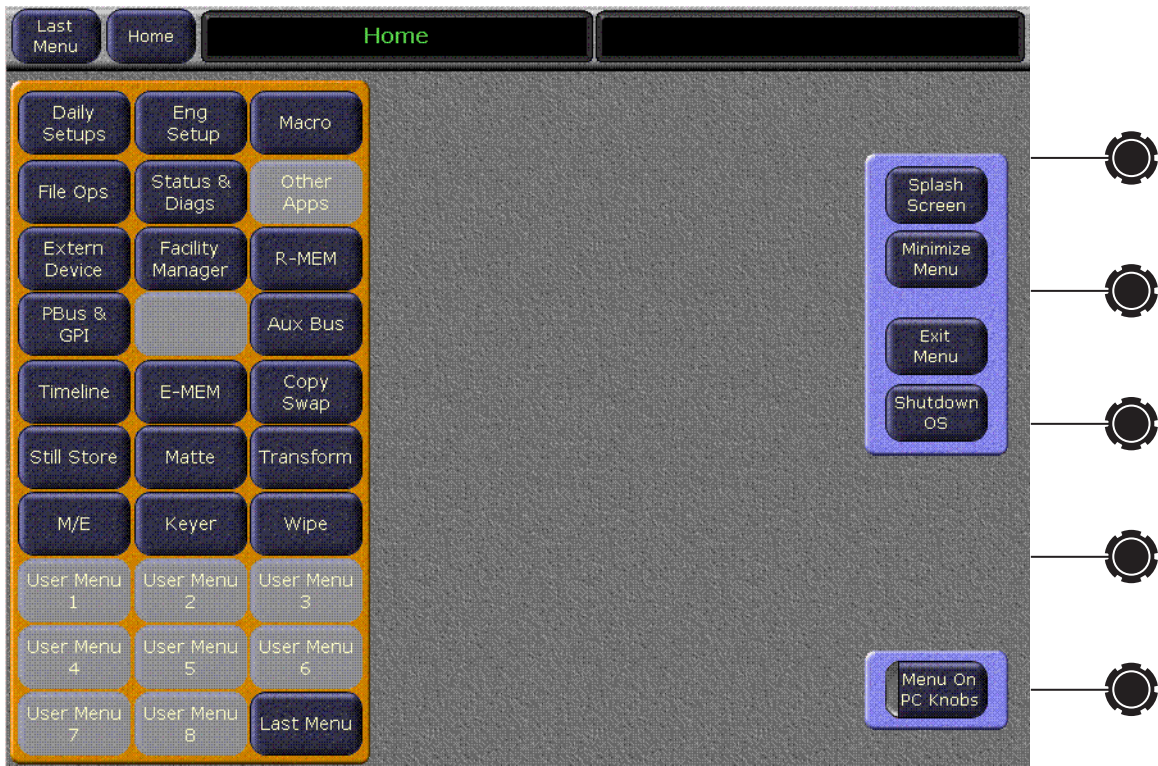 Last
Menu
Home
Home
Daily
Setups
Eng
Setup
Macro
File Ops
Status &
Diags
Other
Apps
Extern
Device
Facility
Manager
R-MEM
PBus &
GPI
Aux Bus
Timeline
E-MEM
Copy
Swap
Still Store
Matte
Transform
M/E
Keyer
Wipe
User Menu
1
User Menu
2
User Menu
3
User Menu
4
User Menu
5
User Menu
6
User Menu
7
User Menu
8
Last Menu
Splash
Screen
Minimize
Menu
Exit
Menu
Shutdown
OS
Menu On
PC Knobs